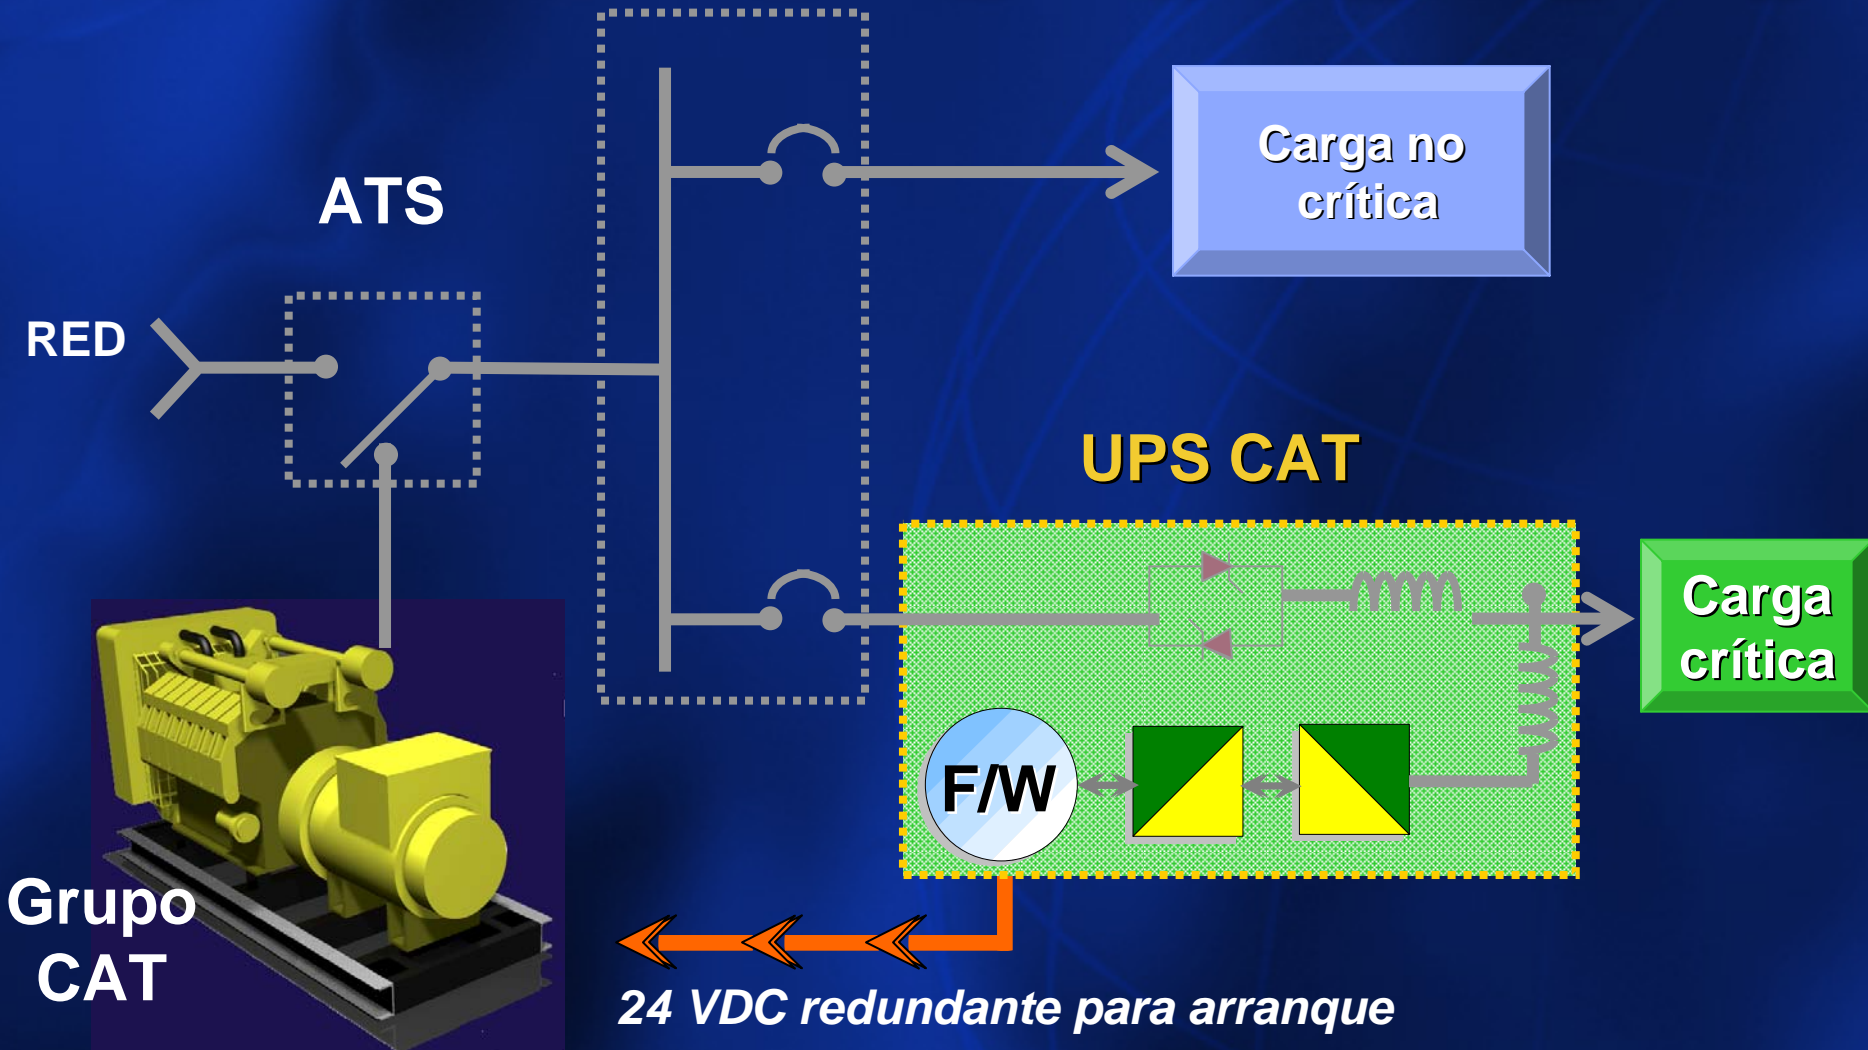 ATS
RED
Carga no
crítica
UPS CAT
Carga
crítica
F/W
Grupo
CAT
24 VDC redundante para arranque